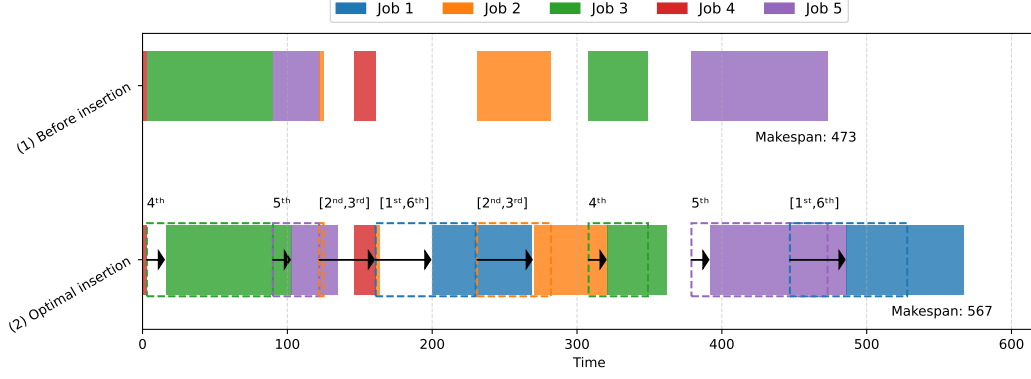 Job 1 Job 2 Job 3 Job 4 Job 5
(1) Before insertion
Makespan: 473
4ᵗʰ 5ᵗʰ [2ⁿᵈ,3ʳᵈ] [1ˢᵗ,6ᵗʰ] [2ⁿᵈ,3ʳᵈ] 4ᵗʰ 5ᵗʰ [1ˢᵗ,6ᵗʰ]
(2) Optimal insertion
Makespan: 567
0 100 200 300 400 500 600
Time